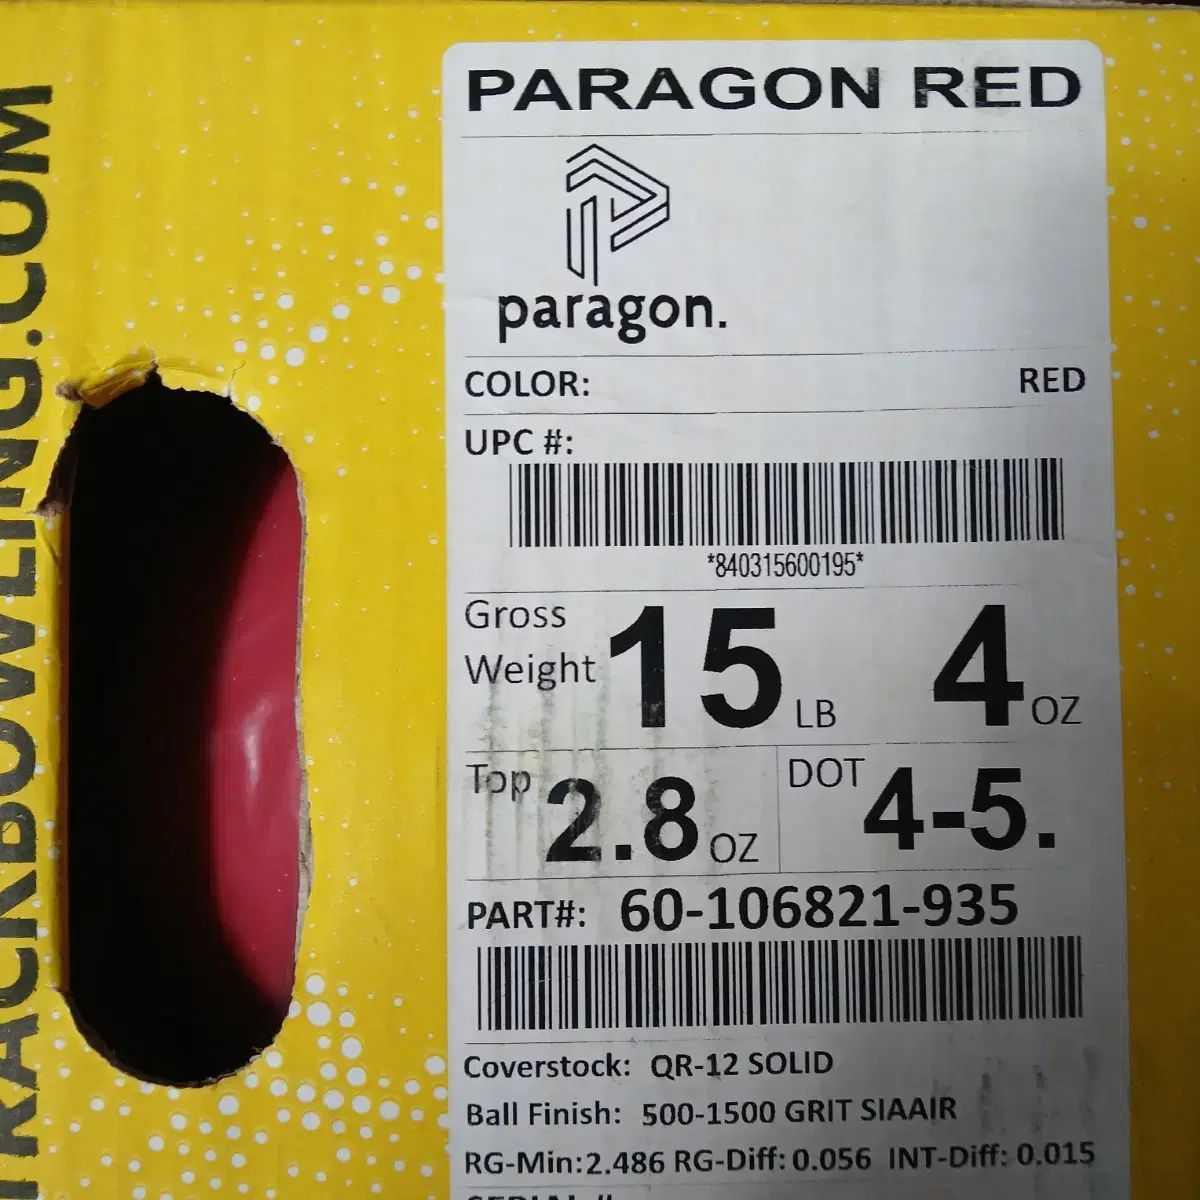 TRACKBOWLING.COM
PARAGON RED
paragon.
COLOR: RED
UPC #:
*840315600195*
Gross Weight 15 LB 4 OZ
Top 2.8 OZ DOT 4-5.
PART#: 60-106821-935
Coverstock: QR-12 SOLID
Ball Finish: 500-1500 GRIT SIAAIR
RG-Min:2.486 RG-Diff: 0.056 INT-Diff: 0.015
SERIAL #